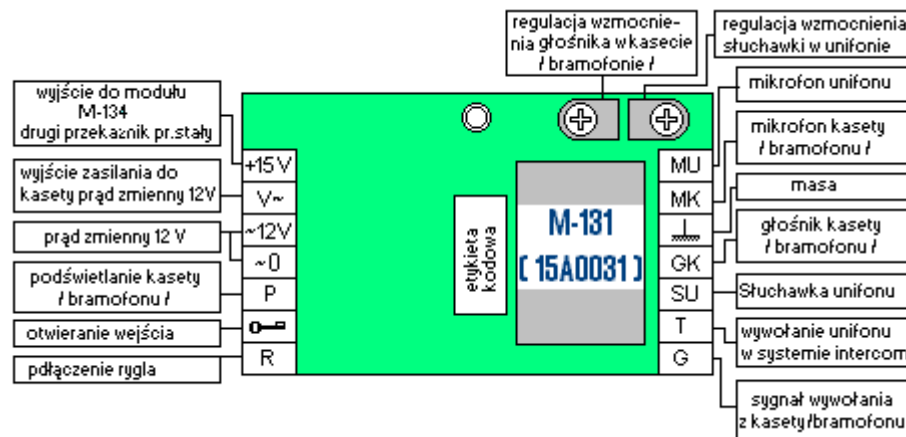 regulacja wzmocnie-
nia głośnika w kasecie
/ bramofonie /
regulacja wzmocnienia
słuchawki w unifonie
wyjście do modułu
M-134
drugi przekaznik pr.stały
wyjście zasilania do
kasety prąd zmienny 12V
prąd zmienny 12 V
podświetlanie kasety
/ bramofonu /
otwieranie wejścia
pdłączenie rygla
+15V
V~
~12V
~0
P
R
etykieta
kodowa
M-131
( 15A0031 )
MU
MK
GK
SU
T
G
mikrofon unifonu
mikrofon kasety
/ bramofonu /
masa
głośnik kasety
/ bramofonu /
Słuchawka unifonu
wywołanie unifonu
w systemie intercom
sygnał wywołania
z kasety/bramofonu